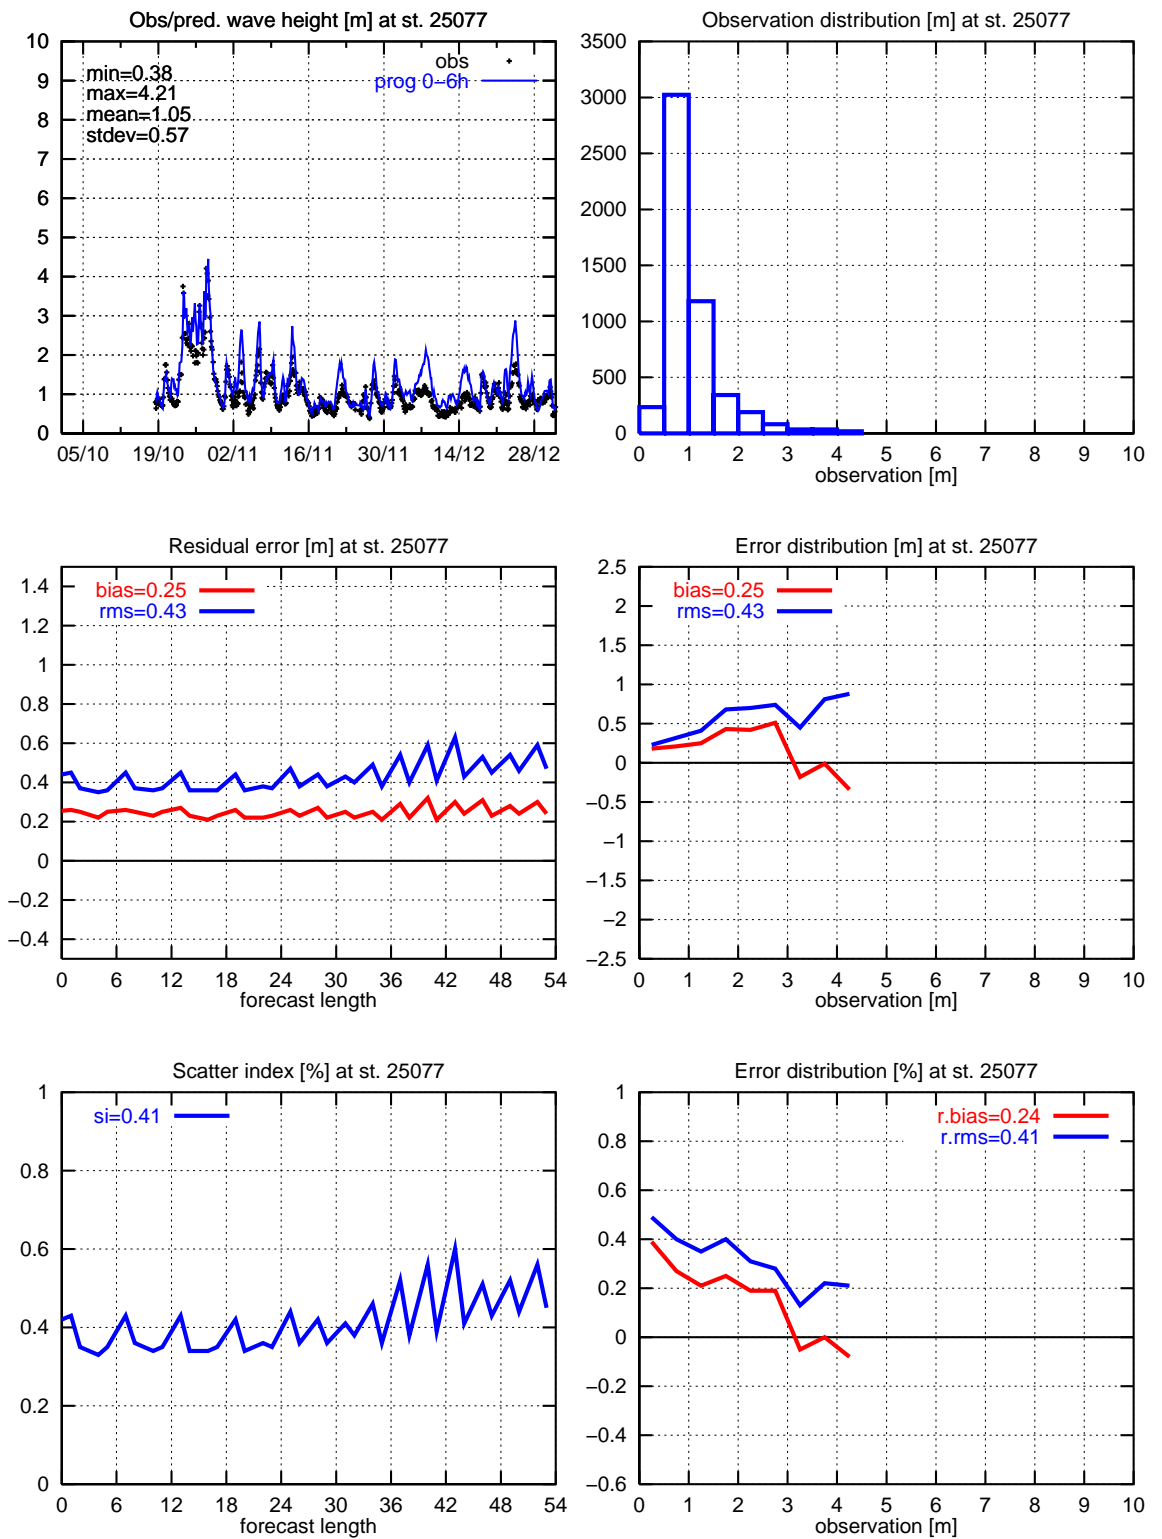 Obs/pred. wave height [m] at st. 25077
10
9
8
7
6
5
4
3
2
1
0
min=0.38
max=4.21
mean=1.05
stdev=0.57
obs
prog 0−6h
05/10 19/10 02/11 16/11 30/11 14/12 28/12
Observation distribution [m] at st. 25077
3500
3000
2500
2000
1500
1000
500
0
0 1 2 3 4 5 6 7 8 9 10
observation [m]
Residual error [m] at st. 25077
1.4
1.2
1
0.8
0.6
0.4
0.2
0
−0.2
−0.4
bias=0.25
rms=0.43
0 6 12 18 24 30 36 42 48 54
forecast length
Error distribution [m] at st. 25077
2.5
2
1.5
1
0.5
0
−0.5
−1
−1.5
−2
−2.5
bias=0.25
rms=0.43
0 1 2 3 4 5 6 7 8 9 10
observation [m]
Scatter index [%] at st. 25077
1
0.8
0.6
0.4
0.2
0
si=0.41
0 6 12 18 24 30 36 42 48 54
forecast length
Error distribution [%] at st. 25077
1
0.8
0.6
0.4
0.2
0
−0.2
−0.4
−0.6
r.bias=0.24
r.rms=0.41
0 1 2 3 4 5 6 7 8 9 10
observation [m]